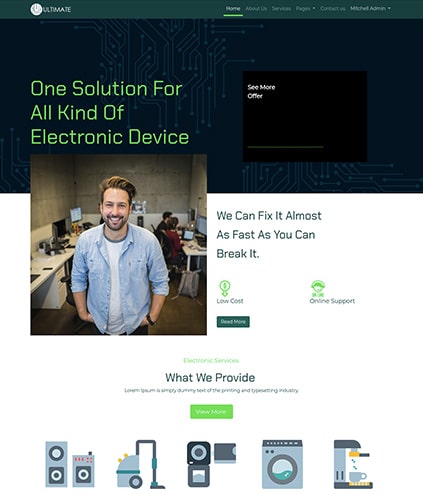 ULTIMATE
Home About Us Services Pages Contact us Mitchell Admin
One Solution For
All Kind Of
Electronic Device
See More
Offer
We Can Fix It Almost
As Fast As You Can
Break It.
Low Cost
Online Support
Read More
Electronic Services
What We Provide
Lorem Ipsum is simply dummy text of the printing and typesetting industry.
View More